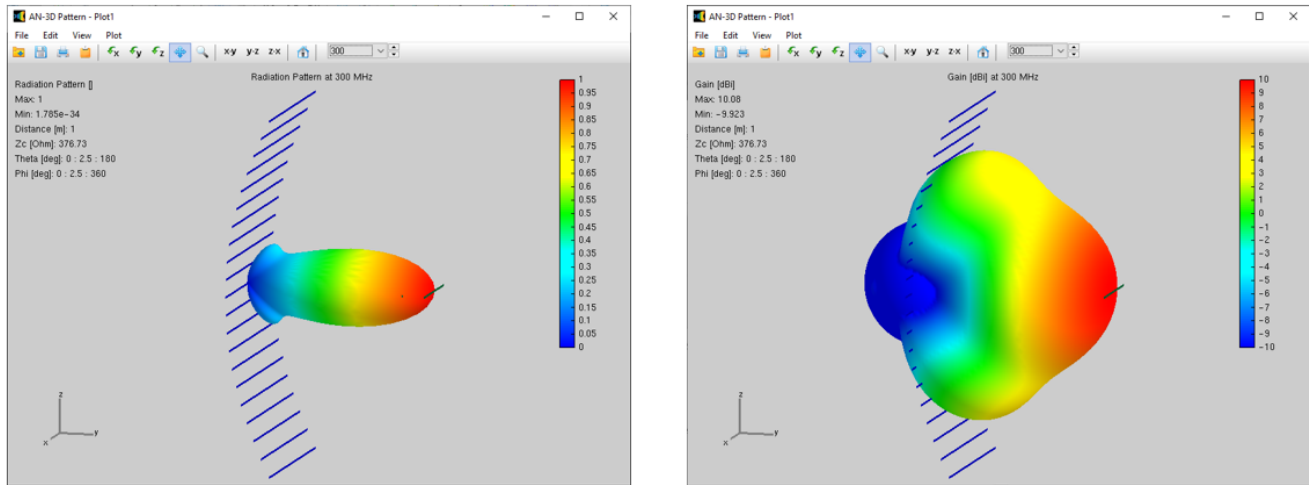 AN-3D Pattern - Plot1
File Edit View Plot
x y z x-y y-z z-x 300
Radiation Pattern at 300 MHz
Radiation Pattern []
Max: 1
Min: 1.785e-34
Distance [m]: 1
Zc [Ohm]: 376.73
Theta [deg]: 0 : 2.5 : 180
Phi [deg]: 0 : 2.5 : 360
1
0.95
0.9
0.85
0.8
0.75
0.7
0.65
0.6
0.55
0.5
0.45
0.4
0.35
0.3
0.25
0.2
0.15
0.1
0.05
0
z
x
y
AN-3D Pattern - Plot1
File Edit View Plot
x y z x-y y-z z-x 300
Gain [dBi] at 300 MHz
Gain [dBi]
Max: 10.08
Min: -9.923
Distance [m]: 1
Zc [Ohm]: 376.73
Theta [deg]: 0 : 2.5 : 180
Phi [deg]: 0 : 2.5 : 360
10
9
8
7
6
5
4
3
2
1
0
-1
-2
-3
-4
-5
-6
-7
-8
-9
-10
z
x
y